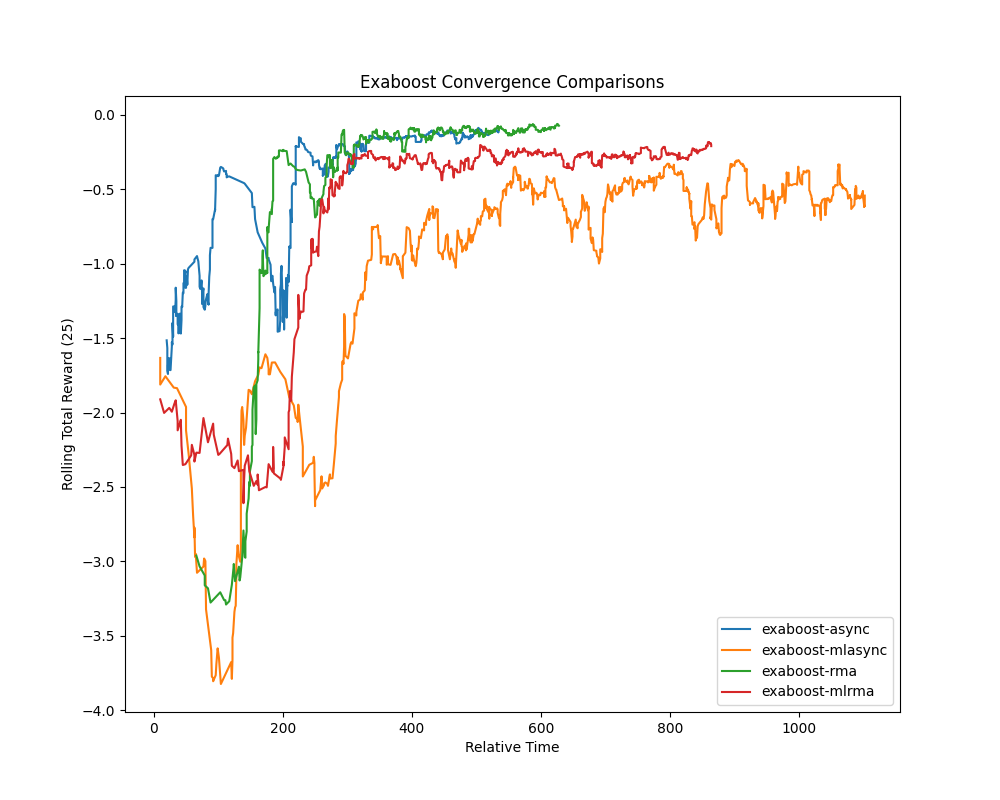 Exaboost Convergence Comparisons
0.0
−0.5
−1.0
−1.5
−2.0
−2.5
−3.0
−3.5
−4.0
Rolling Total Reward (25)
0 200 400 600 800 1000
Relative Time
exaboost-async
exaboost-mlasync
exaboost-rma
exaboost-mlrma